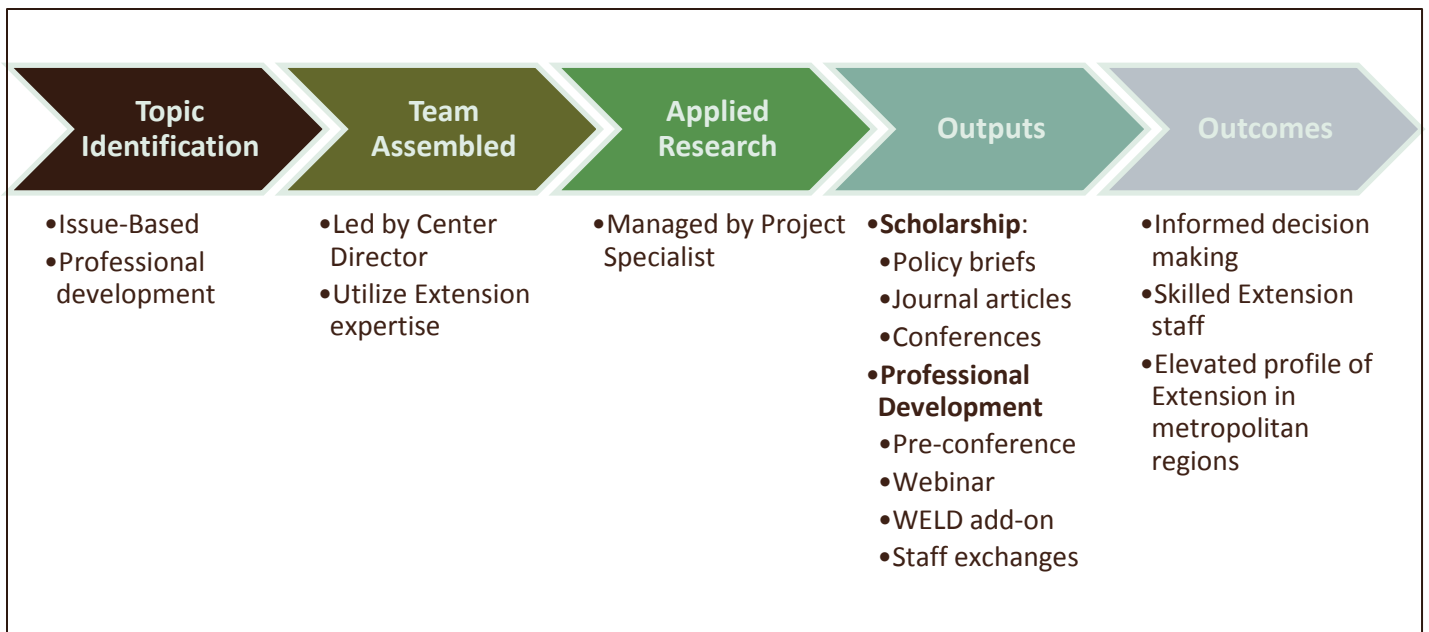 Topic
Identification
•Issue-Based
•Professional
development
Team
Assembled
•Led by Center
Director
•Utilize Extension
expertise
Applied
Research
•Managed by Project
Specialist
Outputs
•Scholarship:
•Policy briefs
•Journal articles
•Conferences
•Professional
Development
•Pre-conference
•Webinar
•WELD add-on
•Staff exchanges
Outcomes
•Informed decision
making
•Skilled Extension
staff
•Elevated profile of
Extension in
metropolitan
regions